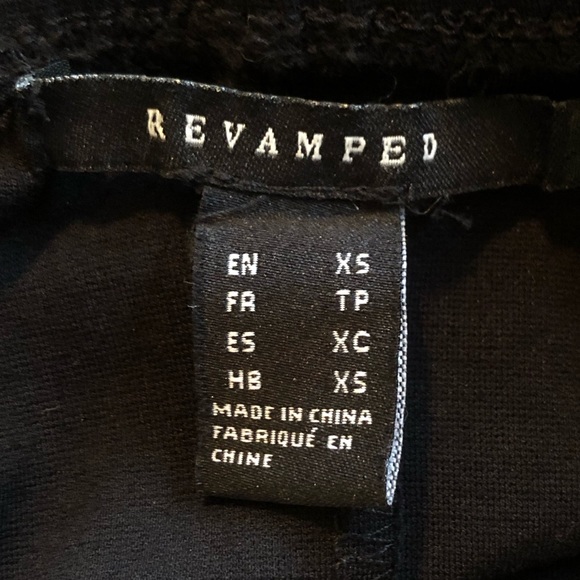 REVAMPED
EN XS
FR TP
ES XC
HB XS
MADE IN CHINA
FABRIQUÉ EN
CHINE